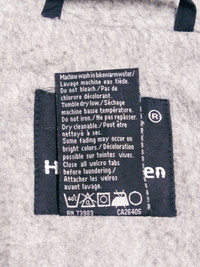 Machine wash in lukewarm water/
Lavage machine eau tiède.
Do not bleach/Pas de
chlorure décolorant.
Tumble dry low./Séchage
machine basse température.
Do not iron./Ne pas repasser.
Dry cleanable./Peut être
nettoyé à sec.
Some fading may occur on
bright colors./Décoloration
possible sur teintes vives.
Close all velcro tabs
before laundering./
Attacher les velcros
avant lavage.
®
H en
RN 73983 CA26406